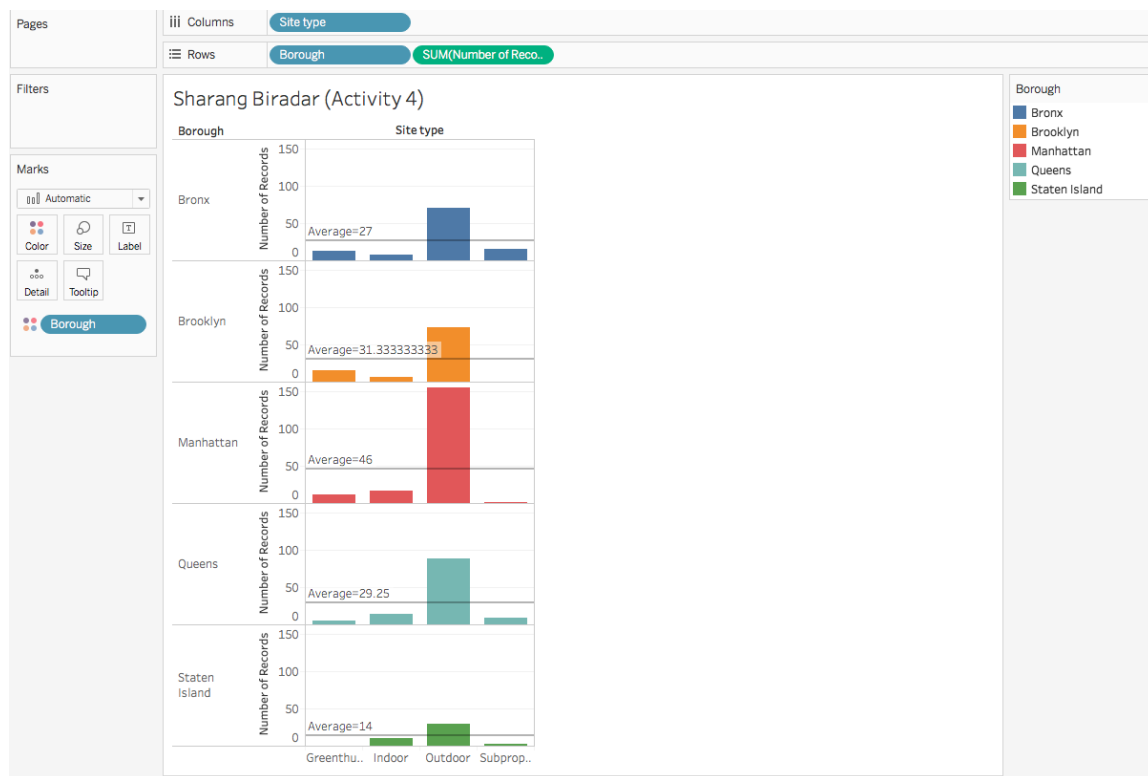 Pages
iii Columns
Site type
Rows
Borough
SUM(Number of Reco..
Filters
Marks
Automatic
Color
Size
Label
Detail
Tooltip
Borough
Sharang Biradar (Activity 4)
Borough
Site type
Bronx
Number of Records
150
100
50
0
Average=27
Brooklyn
Number of Records
150
100
50
0
Average=31.333333333
Manhattan
Number of Records
150
100
50
0
Average=46
Queens
Number of Records
150
100
50
0
Average=29.25
Staten
Island
Number of Records
150
100
50
0
Average=14
Greenthu.. Indoor Outdoor Subprop..
Borough
Bronx
Brooklyn
Manhattan
Queens
Staten Island